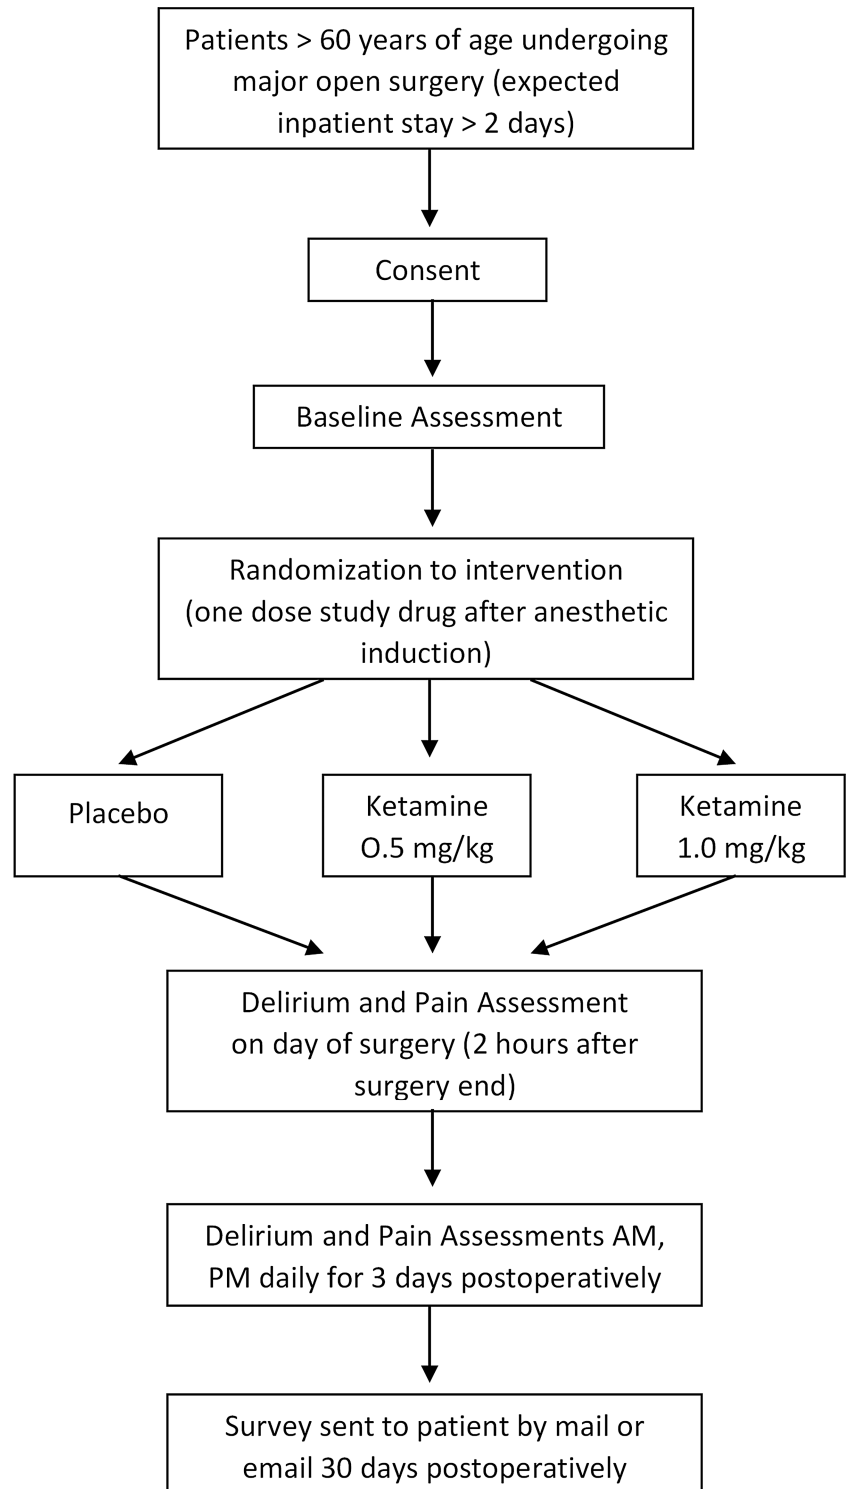 Patients > 60 years of age undergoing
major open surgery (expected
inpatient stay > 2 days)
Consent
Baseline Assessment
Randomization to intervention
(one dose study drug after anesthetic
induction)
Placebo
Ketamine
O.5 mg/kg
Ketamine
1.0 mg/kg
Delirium and Pain Assessment
on day of surgery (2 hours after
surgery end)
Delirium and Pain Assessments AM,
PM daily for 3 days postoperatively
Survey sent to patient by mail or
email 30 days postoperatively